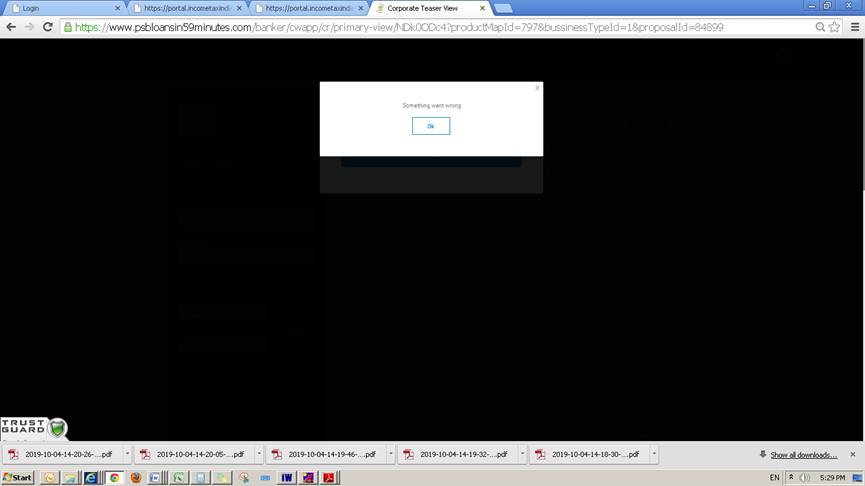 Login
https://portal.incometaxindi
https://portal.incometaxindi
Corporate Teaser View
https://www.psbloansin59minutes.com/banker/cwapp/cr/primary-view/NDk0ODc4?productMapId=797&bussinessTypeId=1&proposalId=84899
X
Something went wrong
Ok
TRUST
GUARD
2019-10-04-14-20-26-....pdf
2019-10-04-14-20-05-....pdf
2019-10-04-14-19-46-....pdf
2019-10-04-14-19-32-....pdf
2019-10-04-14-18-30-....pdf
Show all downloads...
Start
EN
5:29 PM